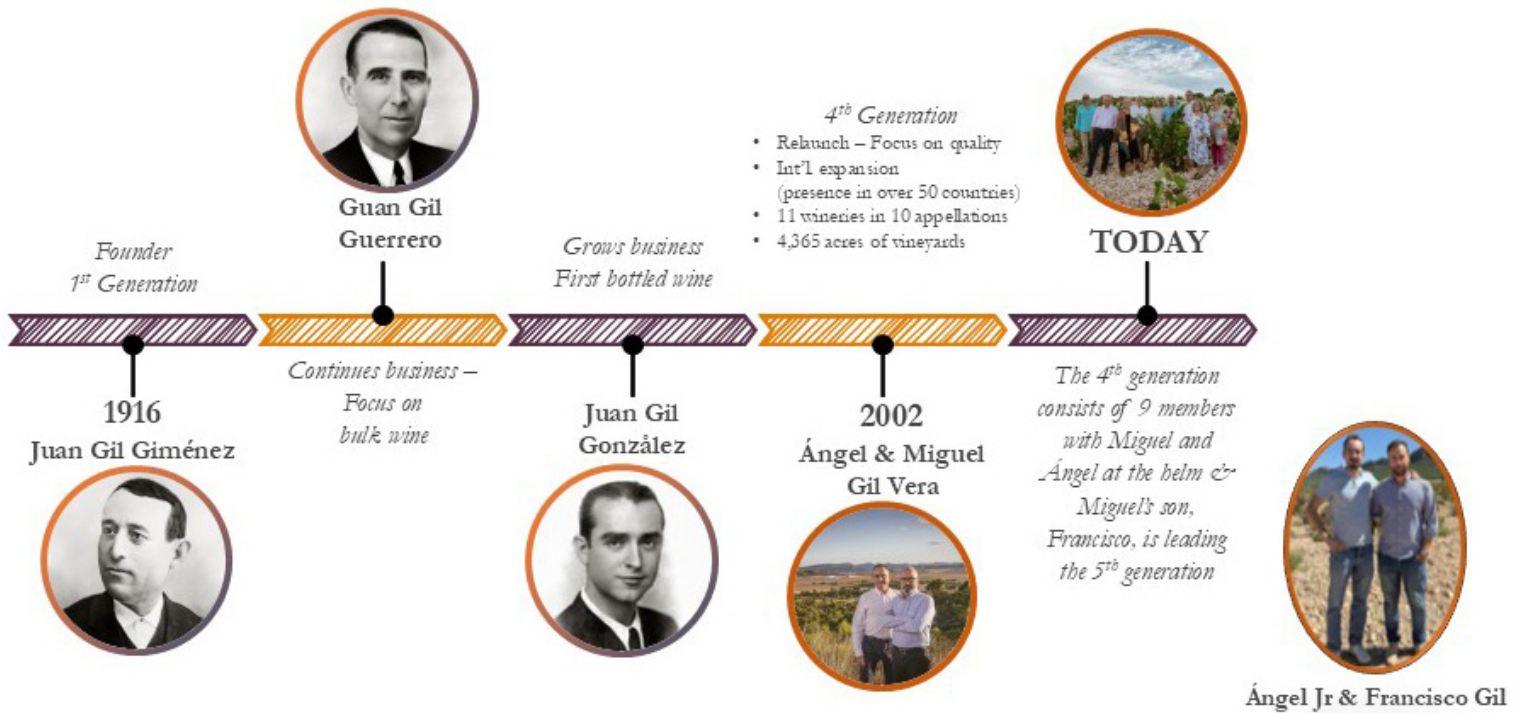 Founder
1st Generation
1916
Juan Gil Giménez
Guan Gil
Guerrero
Continues business –
Focus on
bulk wine
Grows business
First bottled wine
Juan Gil
Gonzålez
4th Generation
• Relaunch – Focus on quality
• Int'l expansion
(presence in over 50 countries)
• 11 wineries in 10 appellations
• 4,365 acres of vineyards
2002
Ángel & Miguel
Gil Vera
TODAY
The 4th generation
consists of 9 members
with Miguel and
Ángel at the helm &
Miguel's son,
Francisco, is leading
the 5th generation
Ángel Jr & Francisco Gil